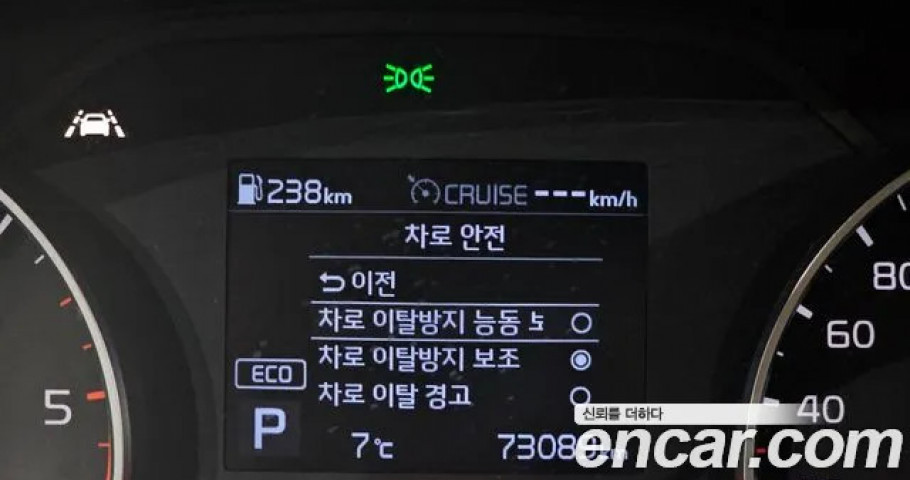 238km CRUISE ---km/h
차로 안전
이전
차로 이탈방지 능동
차로 이탈방지 보조
차로 이탈 경고
ECO
P
7℃
5
80
60
40
신뢰를 더하다
encar.com